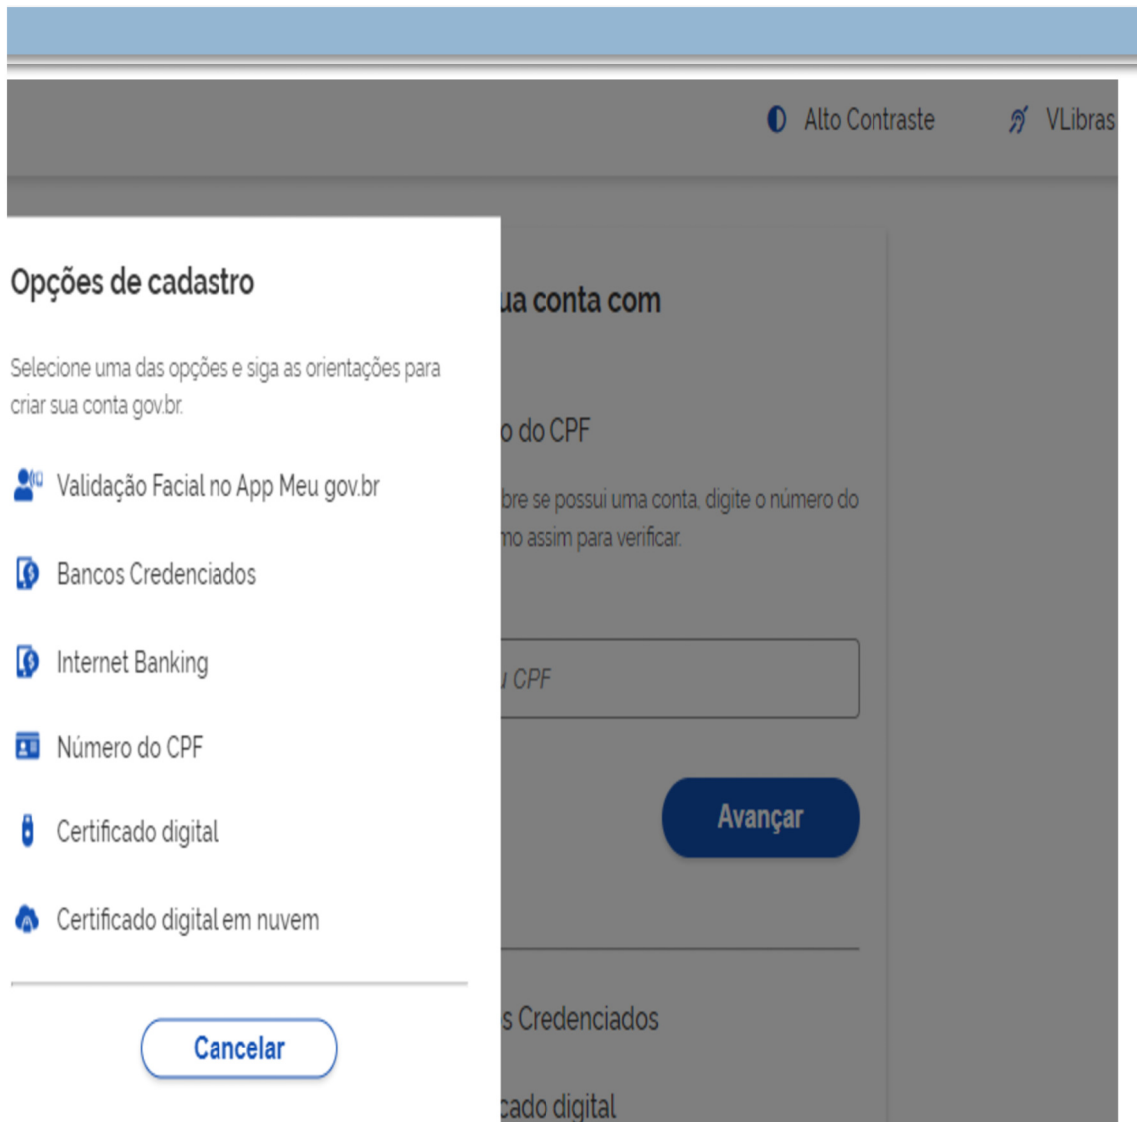 Alto Contraste
VLibras
Opções de cadastro
Selecione uma das opções e siga as orientações para
criar sua conta gov.br.
Validação Facial no App Meu gov.br
Bancos Credenciados
Internet Banking
Número do CPF
Certificado digital
Certificado digital em nuvem
Cancelar
ua conta com
o do CPF
bre se possui uma conta, digite o número do
mo assim para verificar.
u CPF
Avançar
s Credenciados
cado digital